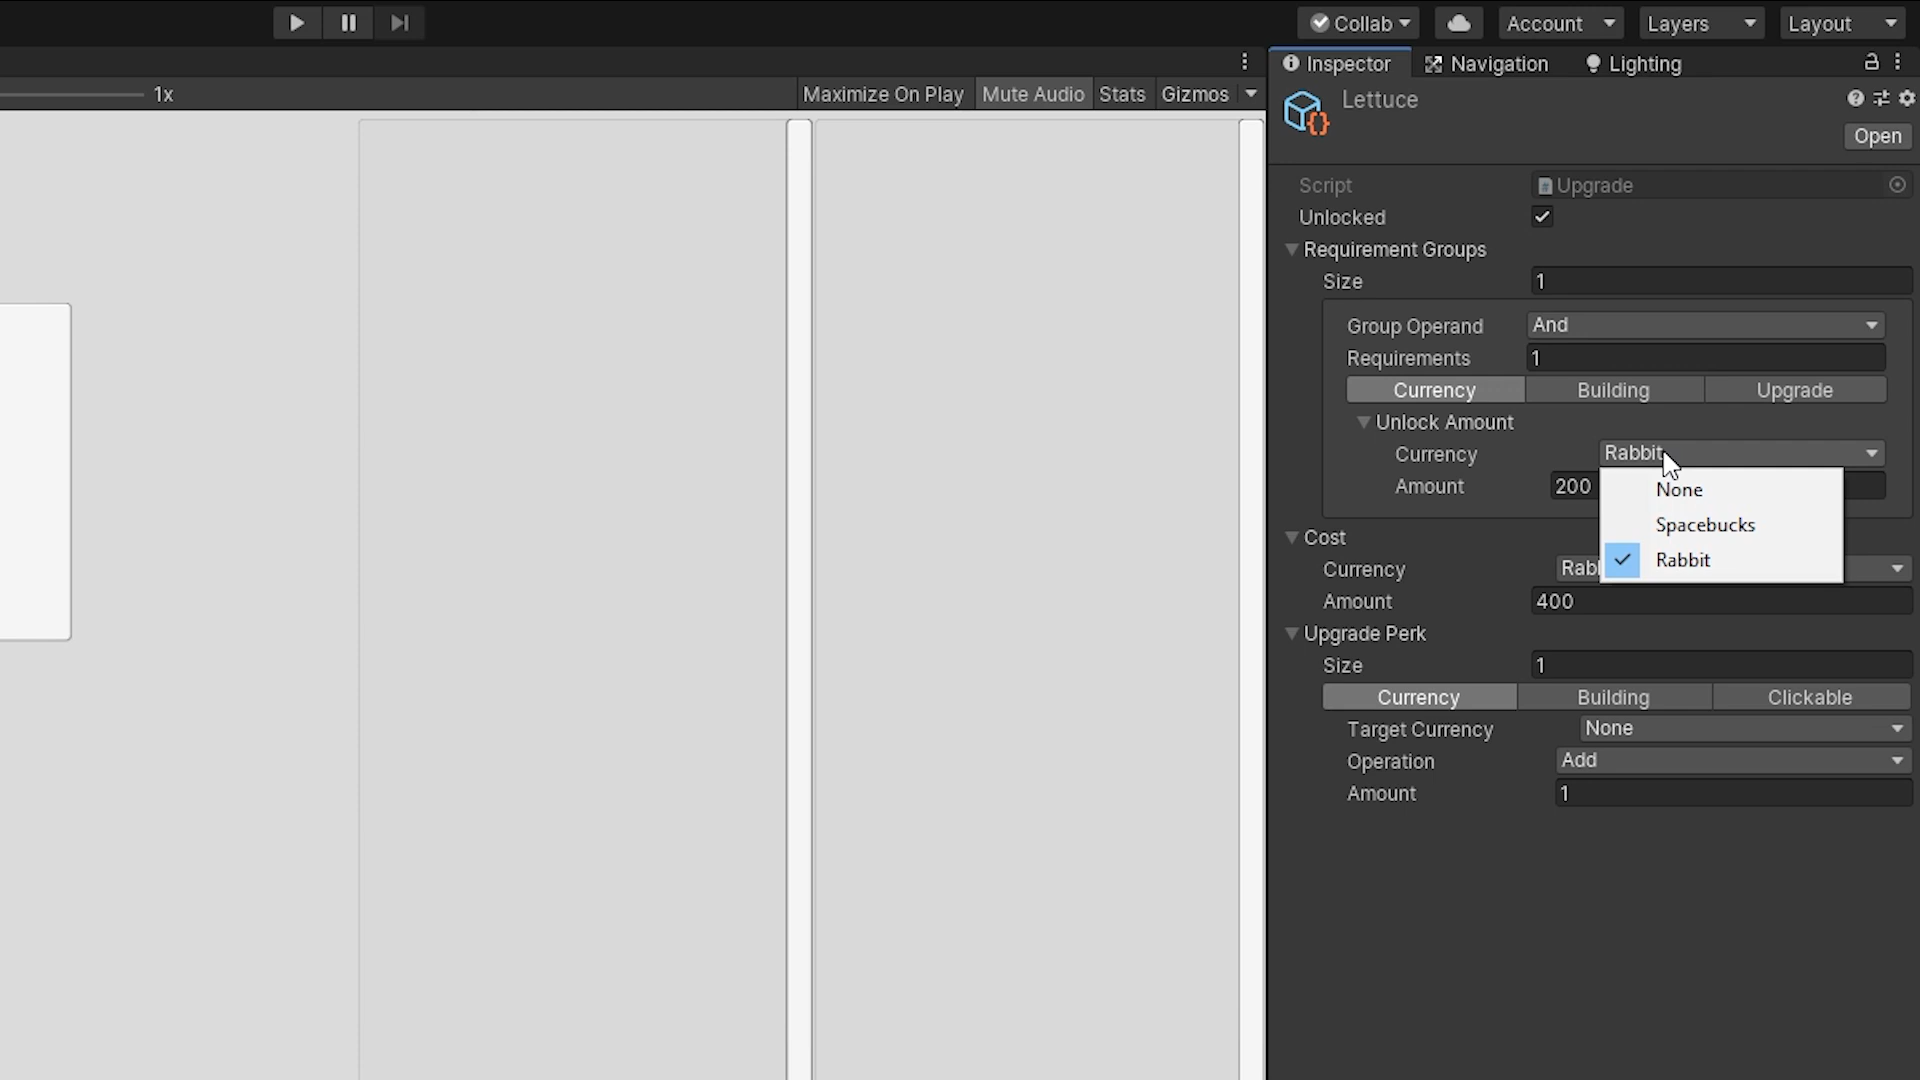 Collab
Account
Layers
Layout
Inspector
Navigation
Lighting
1x
Maximize On Play
Mute Audio
Stats
Gizmos
Lettuce
Open
Script
Upgrade
Unlocked
Requirement Groups
Size
1
Group Operand
And
Requirements
1
Currency
Building
Upgrade
Unlock Amount
Currency
Rabbit
Amount
200
None
Spacebucks
Rabbit
Cost
Currency
Rabl
Amount
400
Upgrade Perk
Size
1
Currency
Building
Clickable
Target Currency
None
Operation
Add
Amount
1